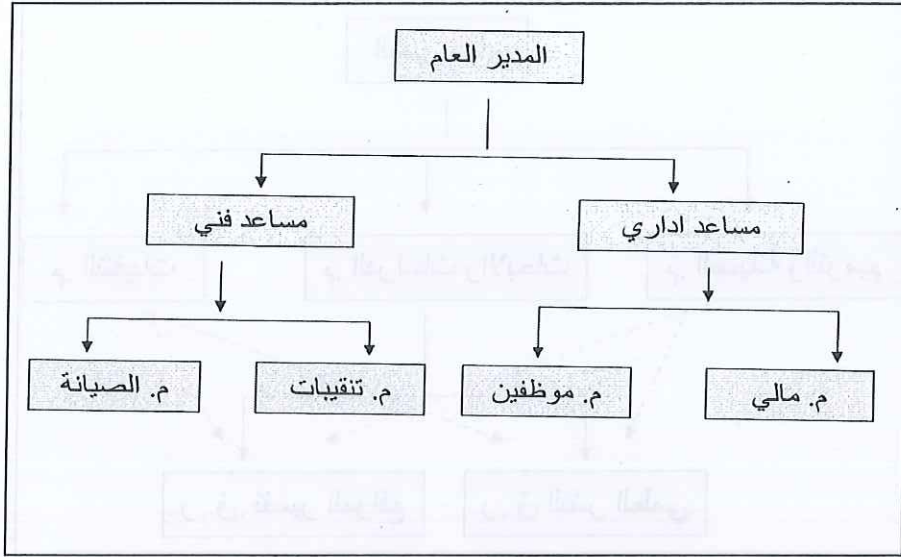 المدير العام
مساعد اداري
مساعد فني
م. مالي
م. موظفين
م. تنقيبات
م. الصيانة